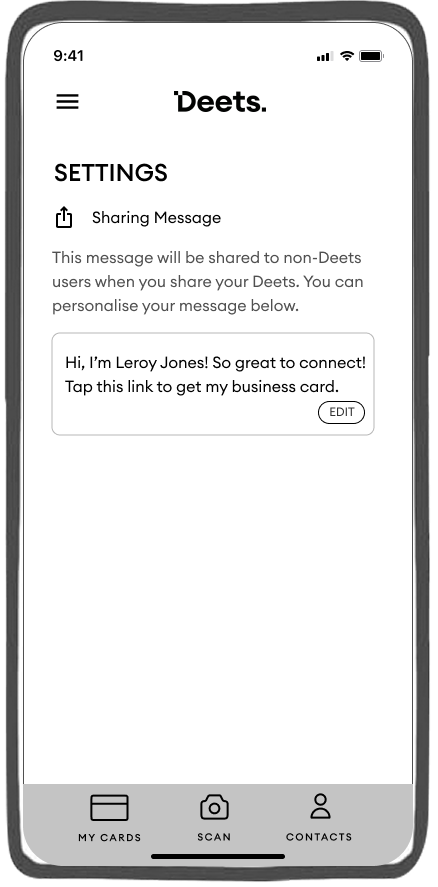 9:41
Deets.
SETTINGS
Sharing Message
This message will be shared to non-Deets
users when you share your Deets. You can
personalise your message below.
Hi, I’m Leroy Jones! So great to connect!
Tap this link to get my business card.
EDIT
MY CARDS SCAN CONTACTS